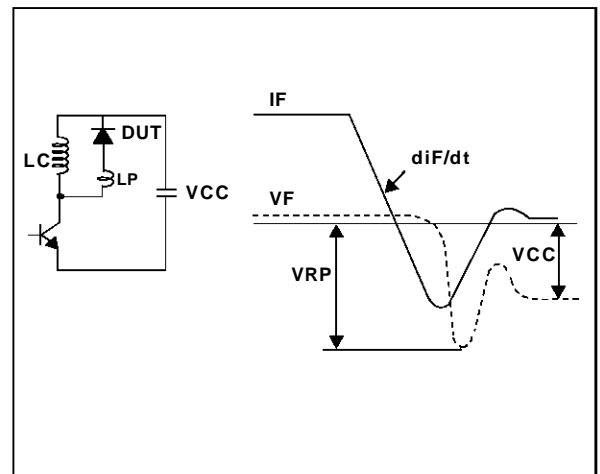 DUT
LC
LP
VCC
IF
diF/dt
VF
VRP
VCC